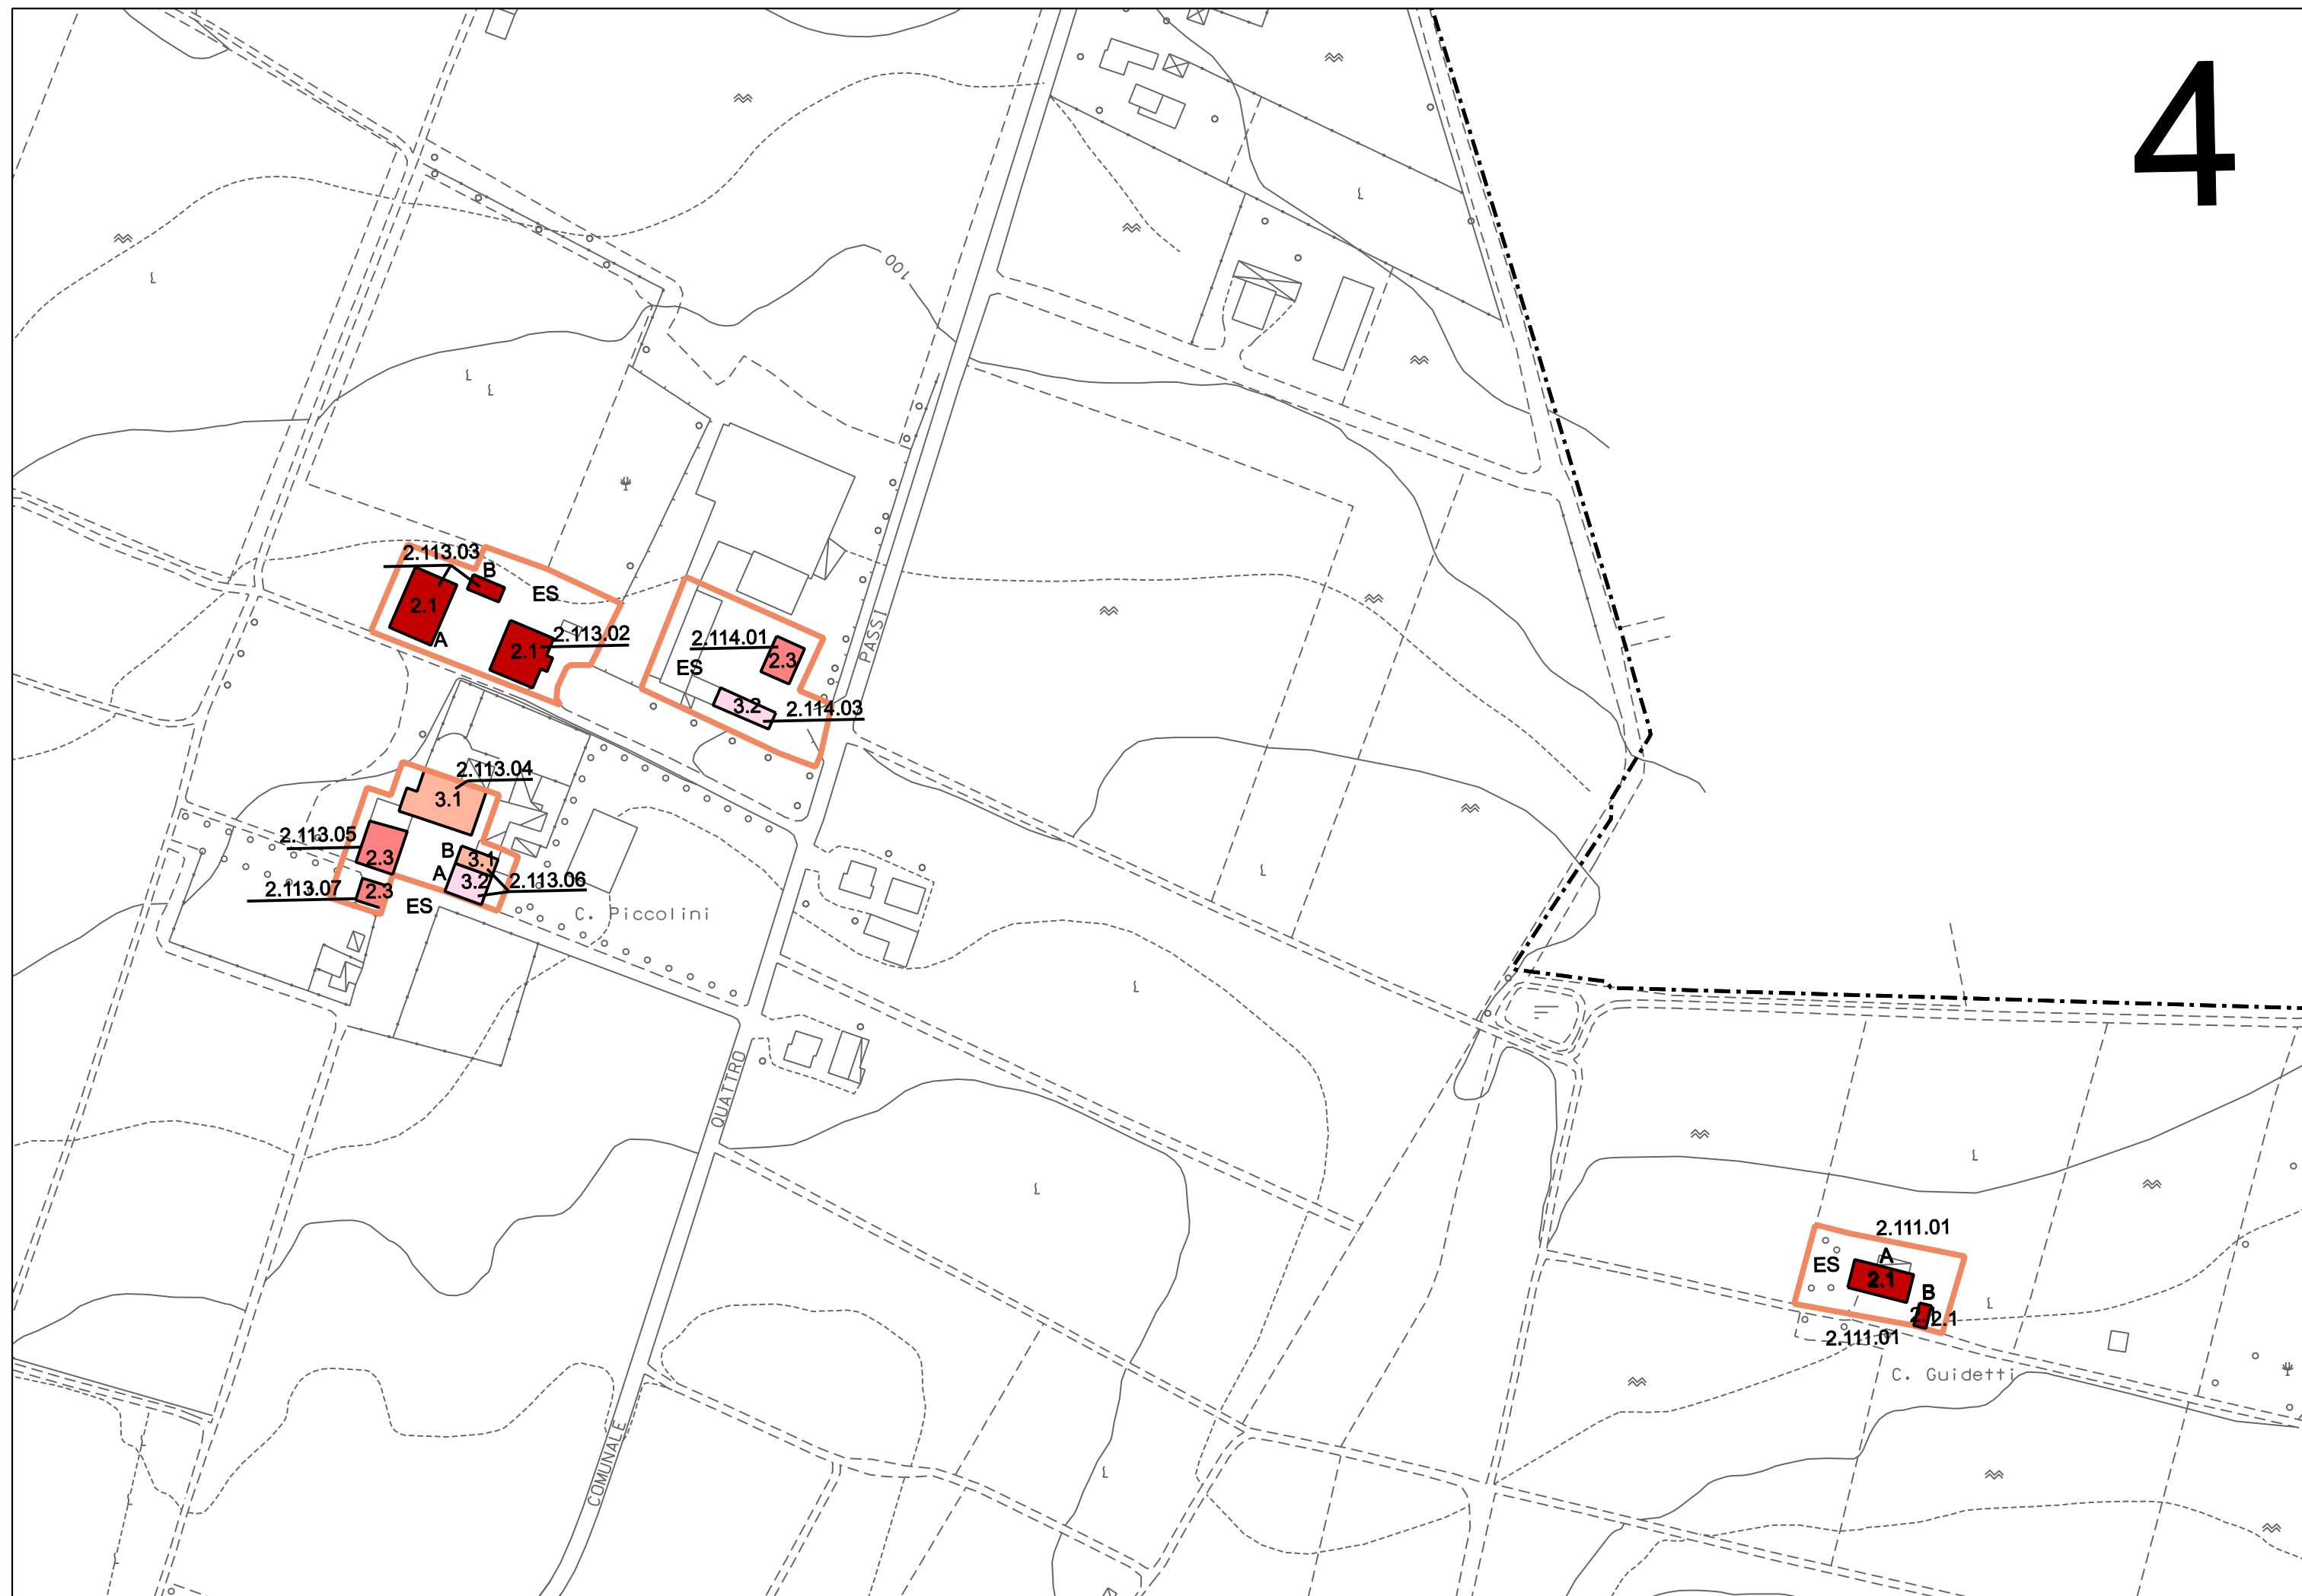 4
100
2.113.03
B
ES
2.1
A
2.113.02
2.1
2.114.01
ES
2.3
3.2
2.114.03
PASSI
2.113.04
3.1
2.113.05
2.3
B
3.1
A
3.2
2.113.06
2.113.07
2.3
ES
C. Piccolini
QUATTRO
COMUNALE
2.111.01
A
ES
2.1
B
2.1
2.111.01
C. Guidetti